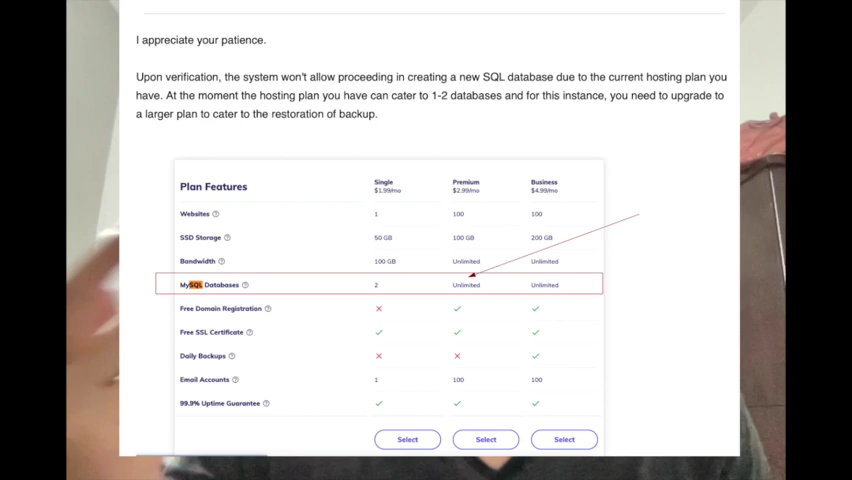 I appreciate your patience.
Upon verification, the system won't allow proceeding in creating a new SQL database due to the current hosting plan you
have. At the moment the hosting plan you have can cater to 1-2 databases and for this instance, you need to upgrade to
a larger plan to cater to the restoration of backup.
Single Premium Business
Plan Features $1.99/mo $2.99/mo $4.99/mo
Websites 1 100 100
SSD Storage 50 GB 100 GB 200 GB
Bandwidth 100 GB Unlimited Unlimited
MySQL Databases 2 Unlimited Unlimited
Free Domain Registration
Free SSL Certificate
Daily Backups
Email Accounts 1 100 100
99.9% Uptime Guarantee
Select Select Select